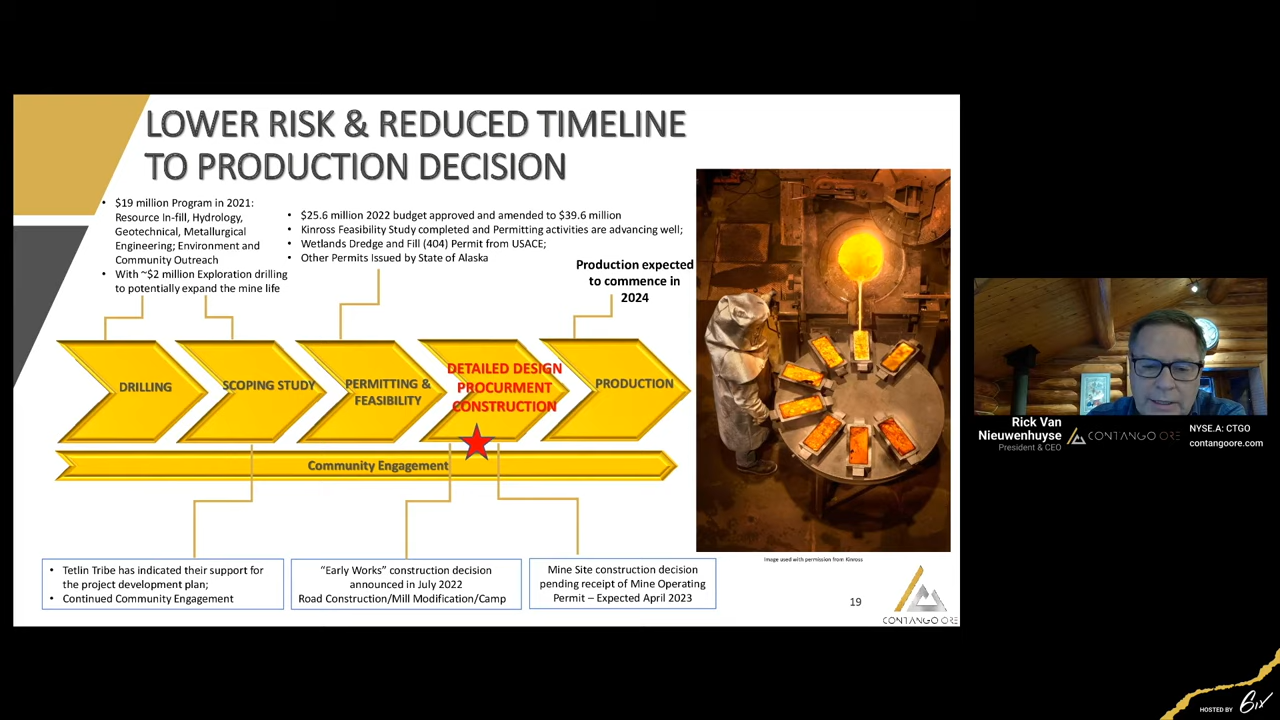 LOWER RISK & REDUCED TIMELINE
TO PRODUCTION DECISION
• $19 million Program in 2021:
Resource In-fill, Hydrology,
Geotechnical, Metallurgical
Engineering; Environment and
Community Outreach
• With ~$2 million Exploration drilling
to potentially expand the mine life
• $25.6 million 2022 budget approved and amended to $39.6 million
• Kinross Feasibility Study completed and Permitting activities are advancing well;
• Wetlands Dredge and Fill (404) Permit from USACE;
• Other Permits Issued by State of Alaska
Production expected
to commence in
2024
DRILLING
SCOPING STUDY
PERMITTING &
FEASIBILITY
DETAILED DESIGN
PROCURMENT
CONSTRUCTION
PRODUCTION
Community Engagement
• Tetlin Tribe have indicated their support for
the project development plan;
• Continued Community Engagement
"Early Works" construction decision
announced in July 2022
Road Construction/Mill Modification/Camp
Mine Site construction decision
pending receipt of Mine Operating
Permit – Expected April 2023
Image used with permission from Kinross
19
CONTANGO ORE
Rick Van
Nieuwenhuyse
President & CEO
CONTANGO ORE
NYSE.A: CTGO
contangoore.com
HOSTED BY 6ix